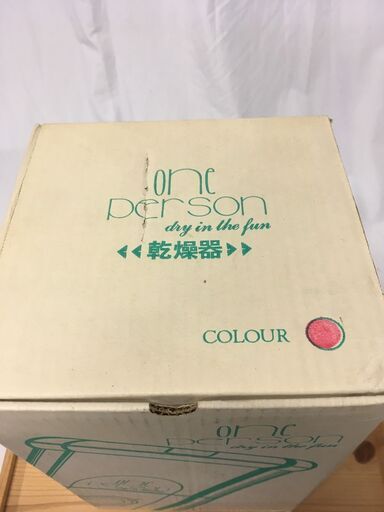 one
person
dry in the fun
乾燥器
COLOUR
one
person
dry in the fun